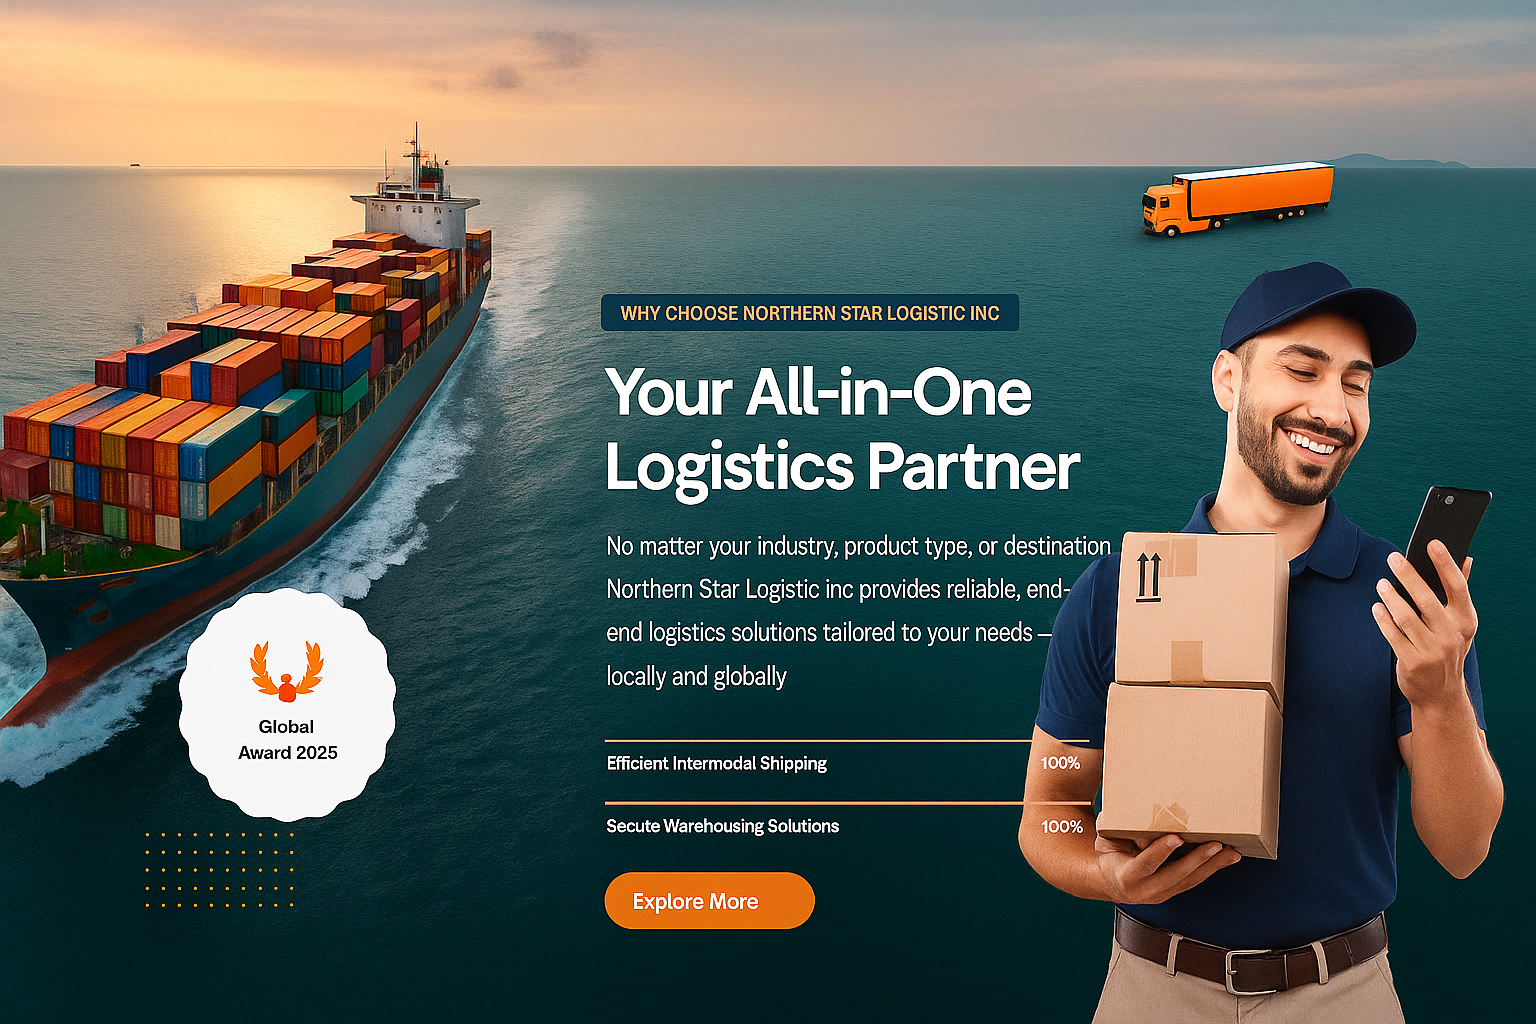 WHY CHOOSE NORTHERN STAR LOGISTIC INC
Your All-in-One
Logistics Partner
No matter your industry, product type, or destination
Northern Star Logistic inc provides reliable, end-
end logistics solutions tailored to your needs —
locally and globally
Efficient Intermodal Shipping 100%
Secute Warehousing Solutions 100%
Explore More
Global
Award 2025